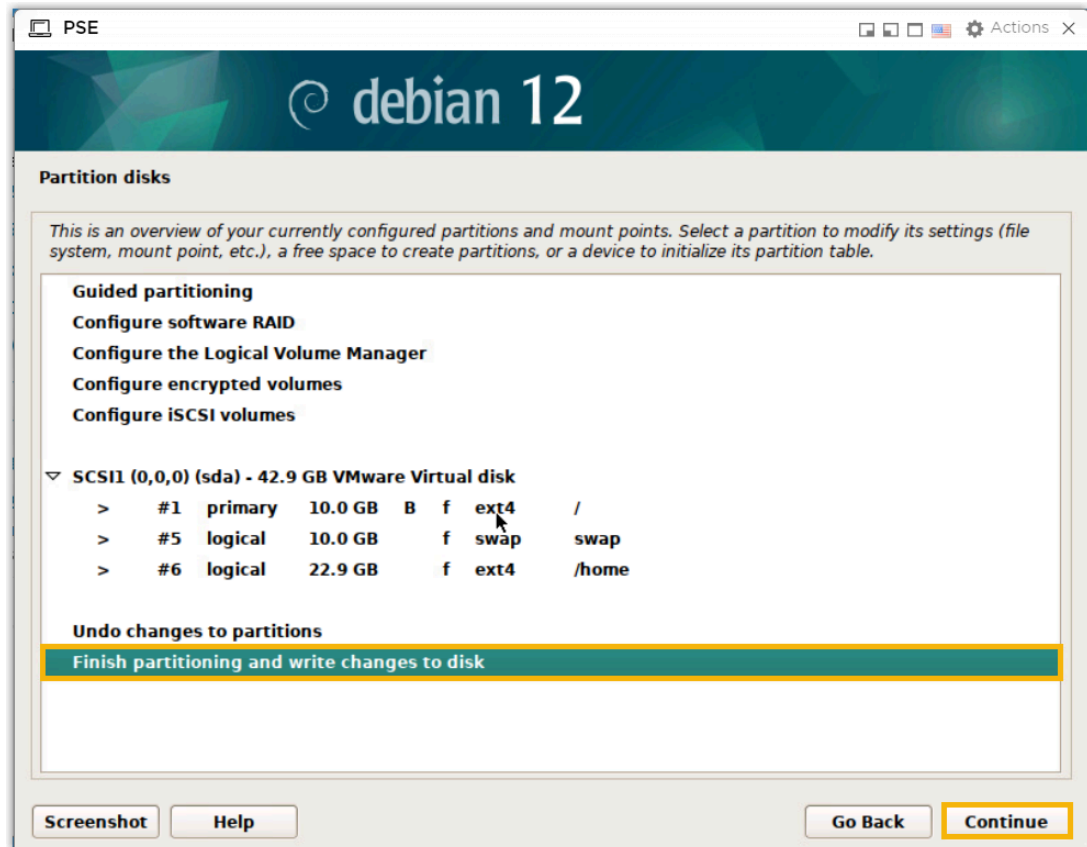 PSE
Actions
debian 12
Partition disks
This is an overview of your currently configured partitions and mount points. Select a partition to modify its settings (file
system, mount point, etc.), a free space to create partitions, or a device to initialize its partition table.
Guided partitioning
Configure software RAID
Configure the Logical Volume Manager
Configure encrypted volumes
Configure iSCSI volumes
SCSI1 (0,0,0) (sda) - 42.9 GB VMware Virtual disk
> #1 primary 10.0 GB B f ext4 /
> #5 logical 10.0 GB f swap swap
> #6 logical 22.9 GB f ext4 /home
Undo changes to partitions
Finish partitioning and write changes to disk
Screenshot Help Go Back Continue